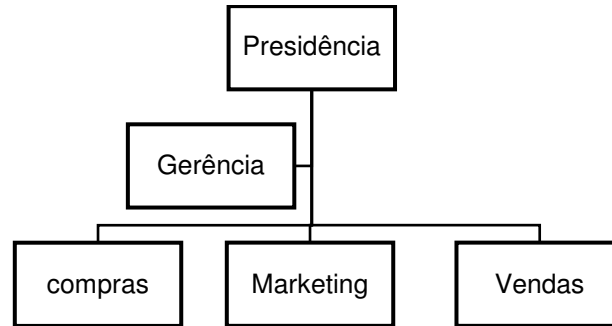 Presidência
Gerência
compras
Marketing
Vendas